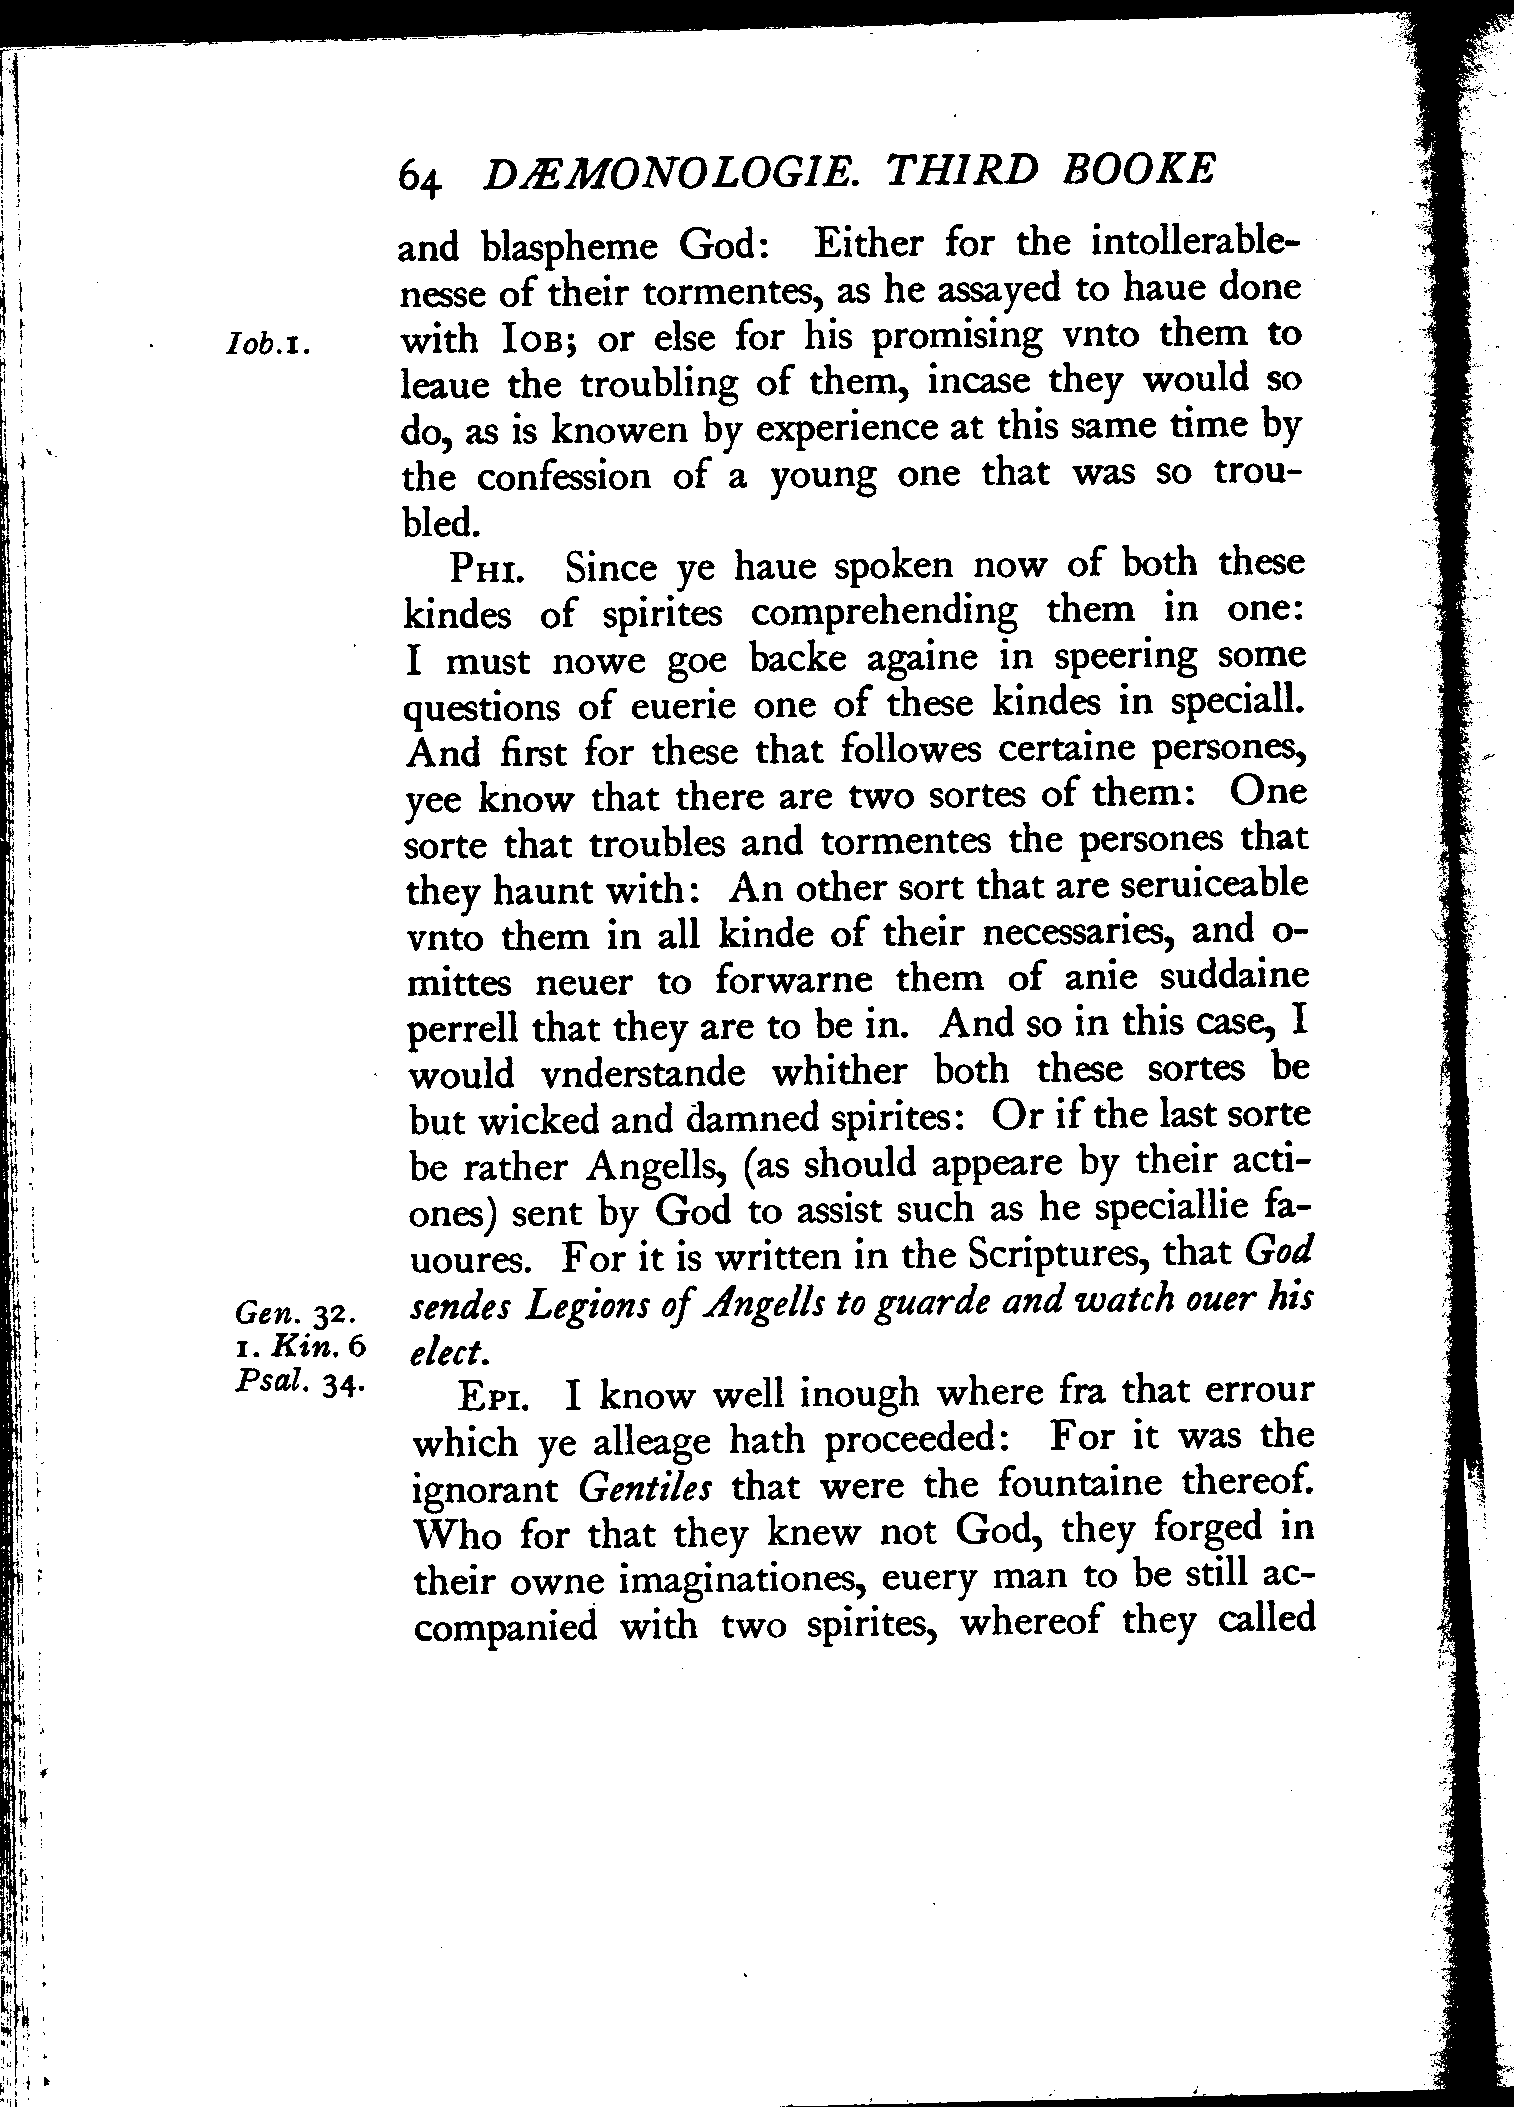 64 DÆMONOLOGIE. THIRD BOOKE
and blaspheme God: Either for the intollerable-
nesse of their tormentes, as he assayed to haue done
Iob.1. with IOB; or else for his promising vnto them to
leaue the troubling of them, incase they would so
do, as is knowen by experience at this same time by
the confession of a young one that was so trou-
bled.
PHI. Since ye haue spoken now of both these
kindes of spirites comprehending them in one:
I must nowe goe backe againe in speering some
questions of euerie one of these kindes in speciall.
And first for these that followes certaine persones,
yee know that there are two sortes of them: One
sorte that troubles and tormentes the persones that
they haunt with: An other sort that are seruiceable
vnto them in all kinde of their necessaries, and o-
mittes neuer to forwarne them of anie suddaine
perrell that they are to be in. And so in this case, I
would vnderstande whither both these sortes be
but wicked and damned spirites: Or if the last sorte
be rather Angells, (as should appeare by their acti-
ones) sent by God to assist such as he speciallie fa-
uoures. For it is written in the Scriptures, that God
Gen. 32. sendes Legions of Angells to guarde and watch ouer his
1. Kin. 6 elect.
Psal. 34.
EPI. I know well inough where fra that errour
which ye alleage hath proceeded: For it was the
ignorant Gentiles that were the fountaine thereof.
Who for that they knew not God, they forged in
their owne imaginationes, euery man to be still ac-
companied with two spirites, whereof they called